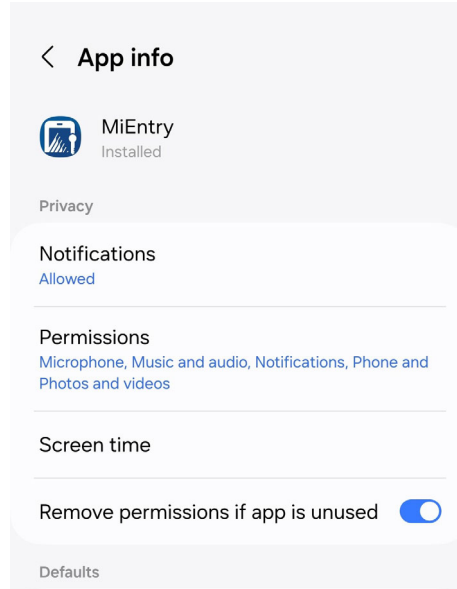 App info
MiEntry
Installed
Privacy
Notifications
Allowed
Permissions
Microphone, Music and audio, Notifications, Phone and
Photos and videos
Screen time
Remove permissions if app is unused
Defaults